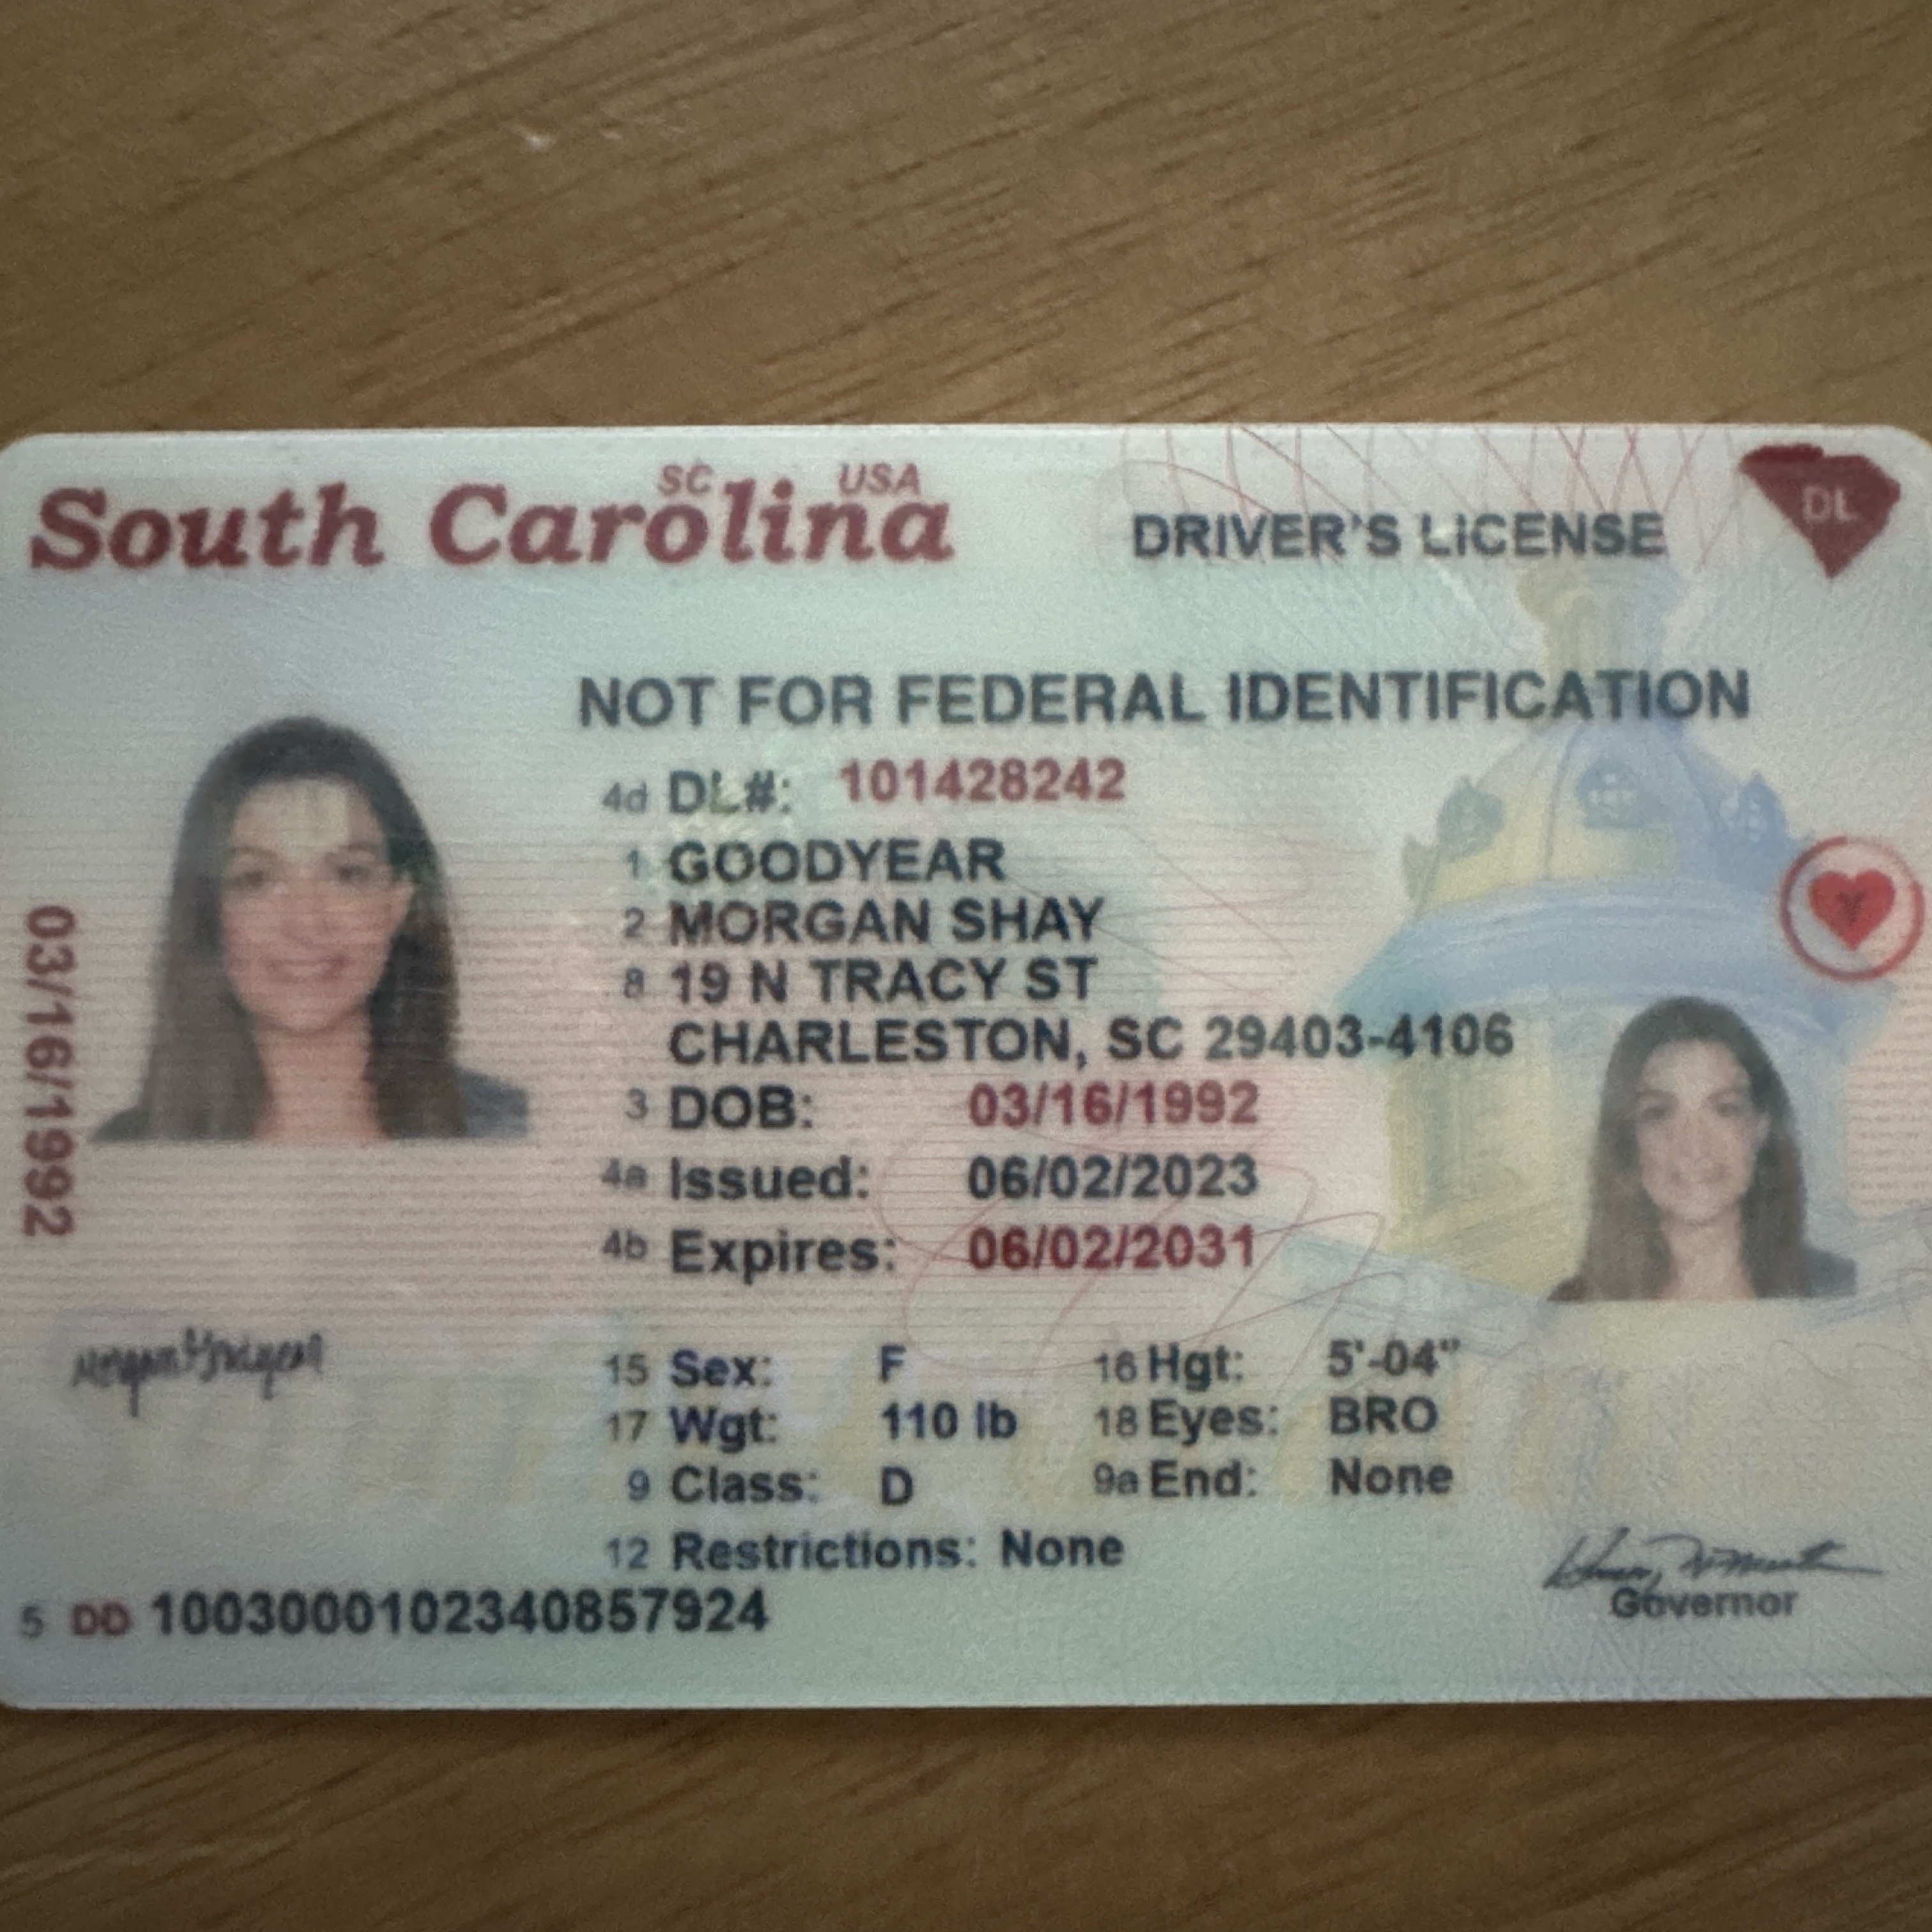 SC USA
South Carolina
DRIVER'S LICENSE
DL
NOT FOR FEDERAL IDENTIFICATION
4d DL#: 101428242
1 GOODYEAR
2 MORGAN SHAY
8 19 N TRACY ST
CHARLESTON, SC 29403-4106
3 DOB: 03/16/1992
4a Issued: 06/02/2023
4b Expires: 06/02/2031
03/16/1992
Y
15 Sex: F 16 Hgt: 5'-04"
17 Wgt: 110 lb 18 Eyes: BRO
9 Class: D 9a End: None
12 Restrictions: None
5 DD 1003000102340857924
Governor